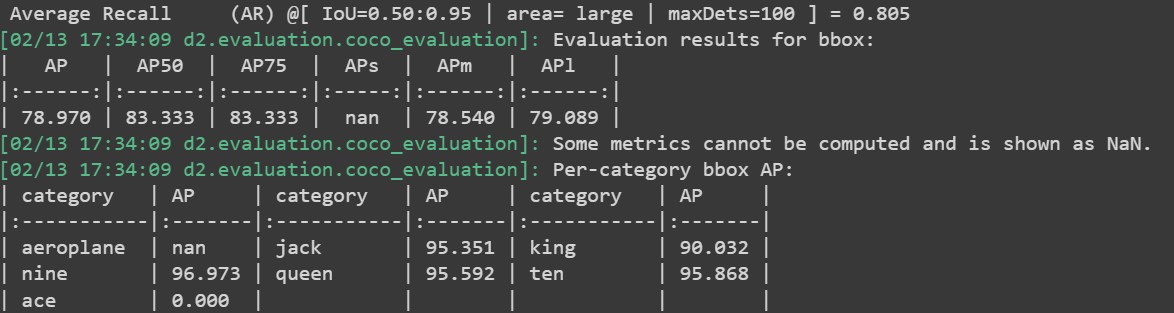 Average Recall     (AR) @[ IoU=0.50:0.95 | area= large | maxDets=100 ] = 0.805
[02/13 17:34:09 d2.evaluation.coco_evaluation]: Evaluation results for bbox:
|   AP   |  AP50  |  AP75  |  APs  |  APm   |  APl   |
|:------:|:------:|:------:|:-----:|:------:|:------:|
| 78.970 | 83.333 | 83.333 |  nan  | 78.540 | 79.089 |
[02/13 17:34:09 d2.evaluation.coco_evaluation]: Some metrics cannot be computed and is shown as NaN.
[02/13 17:34:09 d2.evaluation.coco_evaluation]: Per-category bbox AP:
| category   | AP     | category   | AP     | category   | AP     |
|:-----------|:-------|:-----------|:-------|:-----------|:-------|
| aeroplane  | nan    | jack       | 95.351 | king       | 90.032 |
| nine       | 96.973 | queen      | 95.592 | ten        | 95.868 |
| ace        | 0.000  |            |        |            |        |